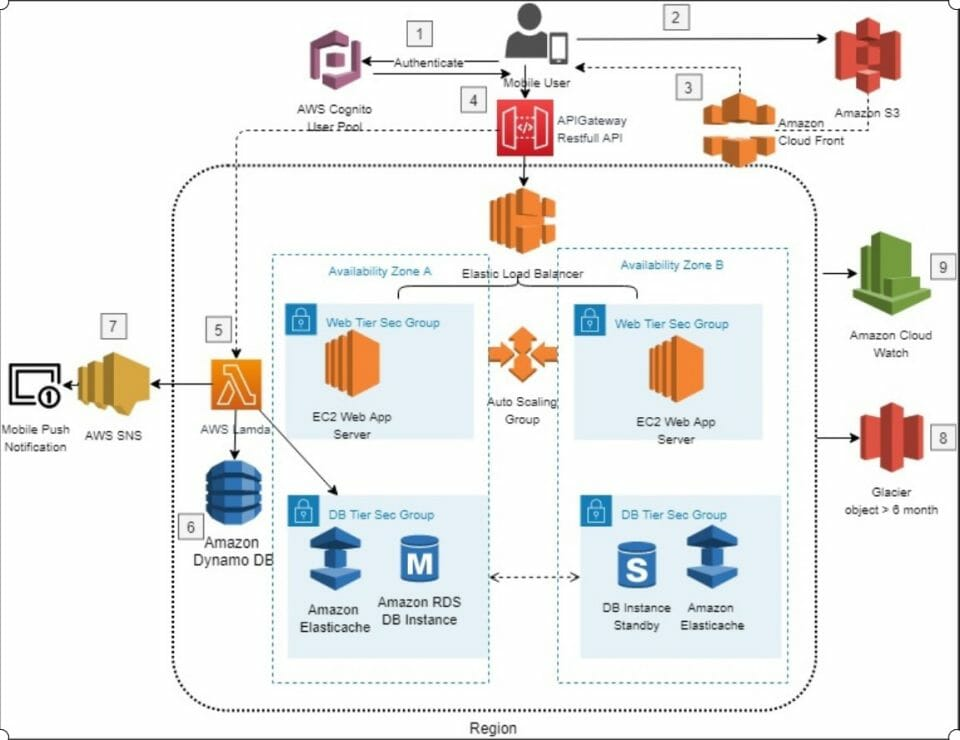 1
2
Authenticate
Mobile User
3
4
AWS Cognito
User Pool
APIGateway
Restfull API
Amazon
Cloud Front
Amazon S3
Availability Zone A
Elastic Load Balancer
Availability Zone B
9
Web Tier Sec Group
Web Tier Sec Group
Amazon Cloud
Watch
7
5
EC2 Web App
Server
Auto Scaling
Group
EC2 Web App
Server
1
Mobile Push
Notification
AWS SNS
AWS Lamda
8
Glacier
object > 6 month
6
Amazon
Dynamo DB
DB Tier Sec Group
DB Tier Sec Group
M
S
Amazon
Elasticache
Amazon RDS
DB Instance
DB Instance
Standby
Amazon
Elasticache
Region